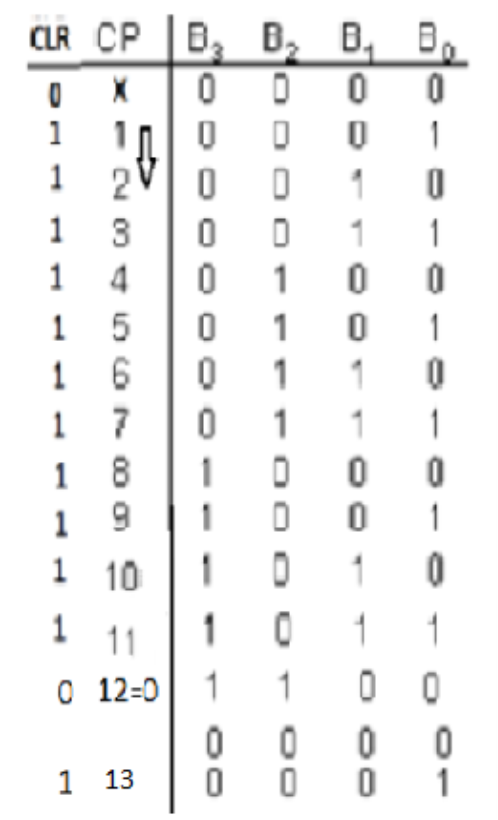 CLR CP B₃ B₂ B₁ B₀
0 X 0 0 0 0
1 1 0 0 0 1
1 2 0 0 1 0
1 3 0 0 1 1
1 4 0 1 0 0
1 5 0 1 0 1
1 6 0 1 1 0
1 7 0 1 1 1
1 8 1 0 0 0
1 9 1 0 0 1
1 10 1 0 1 0
1 11 1 0 1 1
0 12=0 1 1 0 0
0 0 0 0
1 13 0 0 0 1